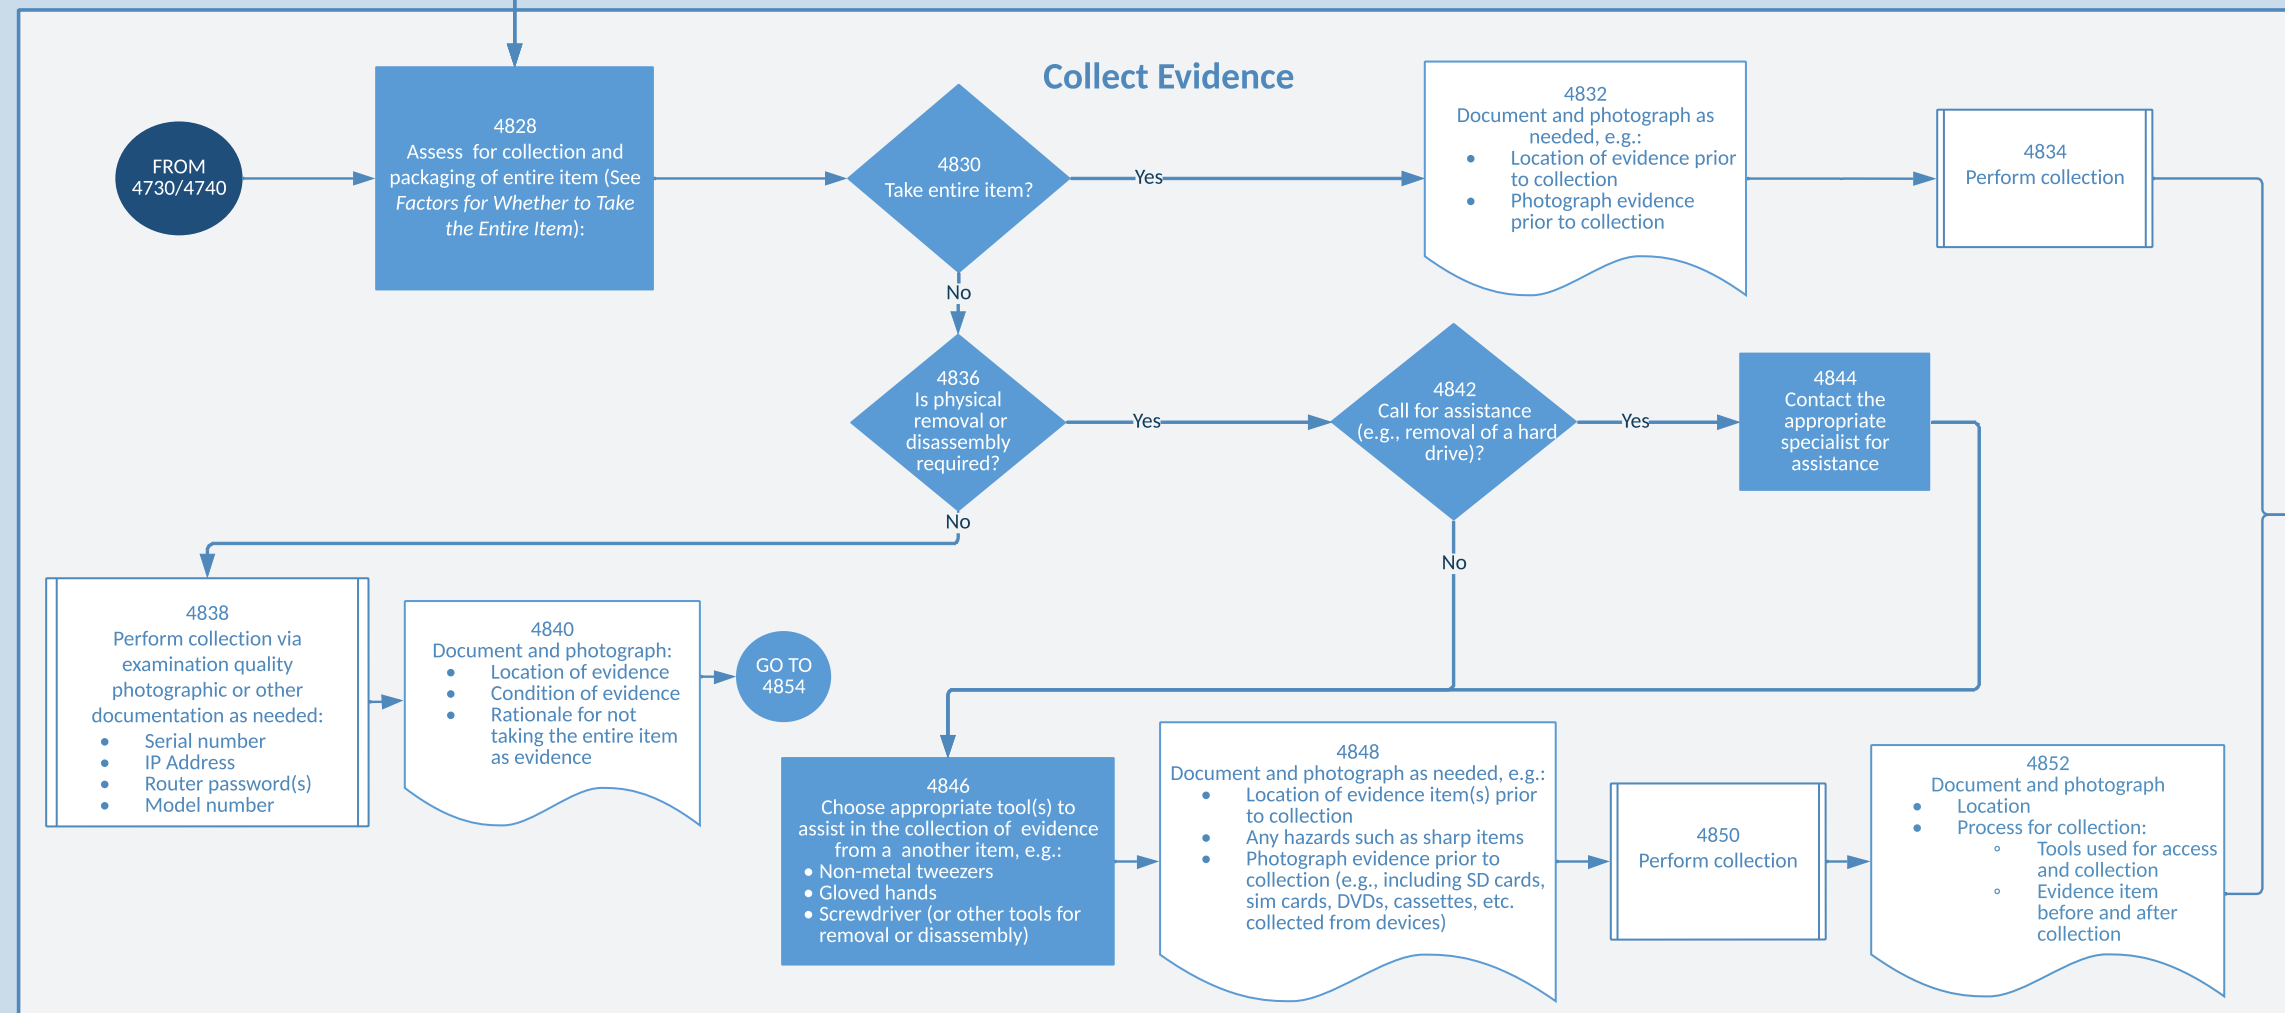 Collect Evidence
FROM
4730/4740
4828
Assess for collection and
packaging of entire item (See
Factors for Whether to Take
the Entire Item):
4830
Take entire item?
Yes
4832
Document and photograph as
needed, e.g.:
● Location of evidence prior
to collection
● Photograph evidence
prior to collection
4834
Perform collection
No
4836
Is physical
removal or
disassembly
required?
Yes
4842
Call for assistance
(e.g., removal of a hard
drive)?
Yes
4844
Contact the
appropriate
specialist for
assistance
No
No
4838
Perform collection via
examination quality
photographic or other
documentation as needed:
● Serial number
● IP Address
● Router password(s)
● Model number
4840
Document and photograph:
● Location of evidence
● Condition of evidence
● Rationale for not
taking the entire item
as evidence
GO TO
4854
4846
Choose appropriate tool(s) to
assist in the collection of evidence
from a another item, e.g.:
● Non-metal tweezers
● Gloved hands
● Screwdriver (or other tools for
removal or disassembly)
4848
Document and photograph as needed, e.g.:
● Location of evidence item(s) prior
to collection
● Any hazards such as sharp items
● Photograph evidence prior to
collection (e.g., including SD cards,
sim cards, DVDs, cassettes, etc.
collected from devices)
4850
Perform collection
4852
Document and photograph
● Location
● Process for collection:
○ Tools used for access
and collection
○ Evidence item
before and after
collection